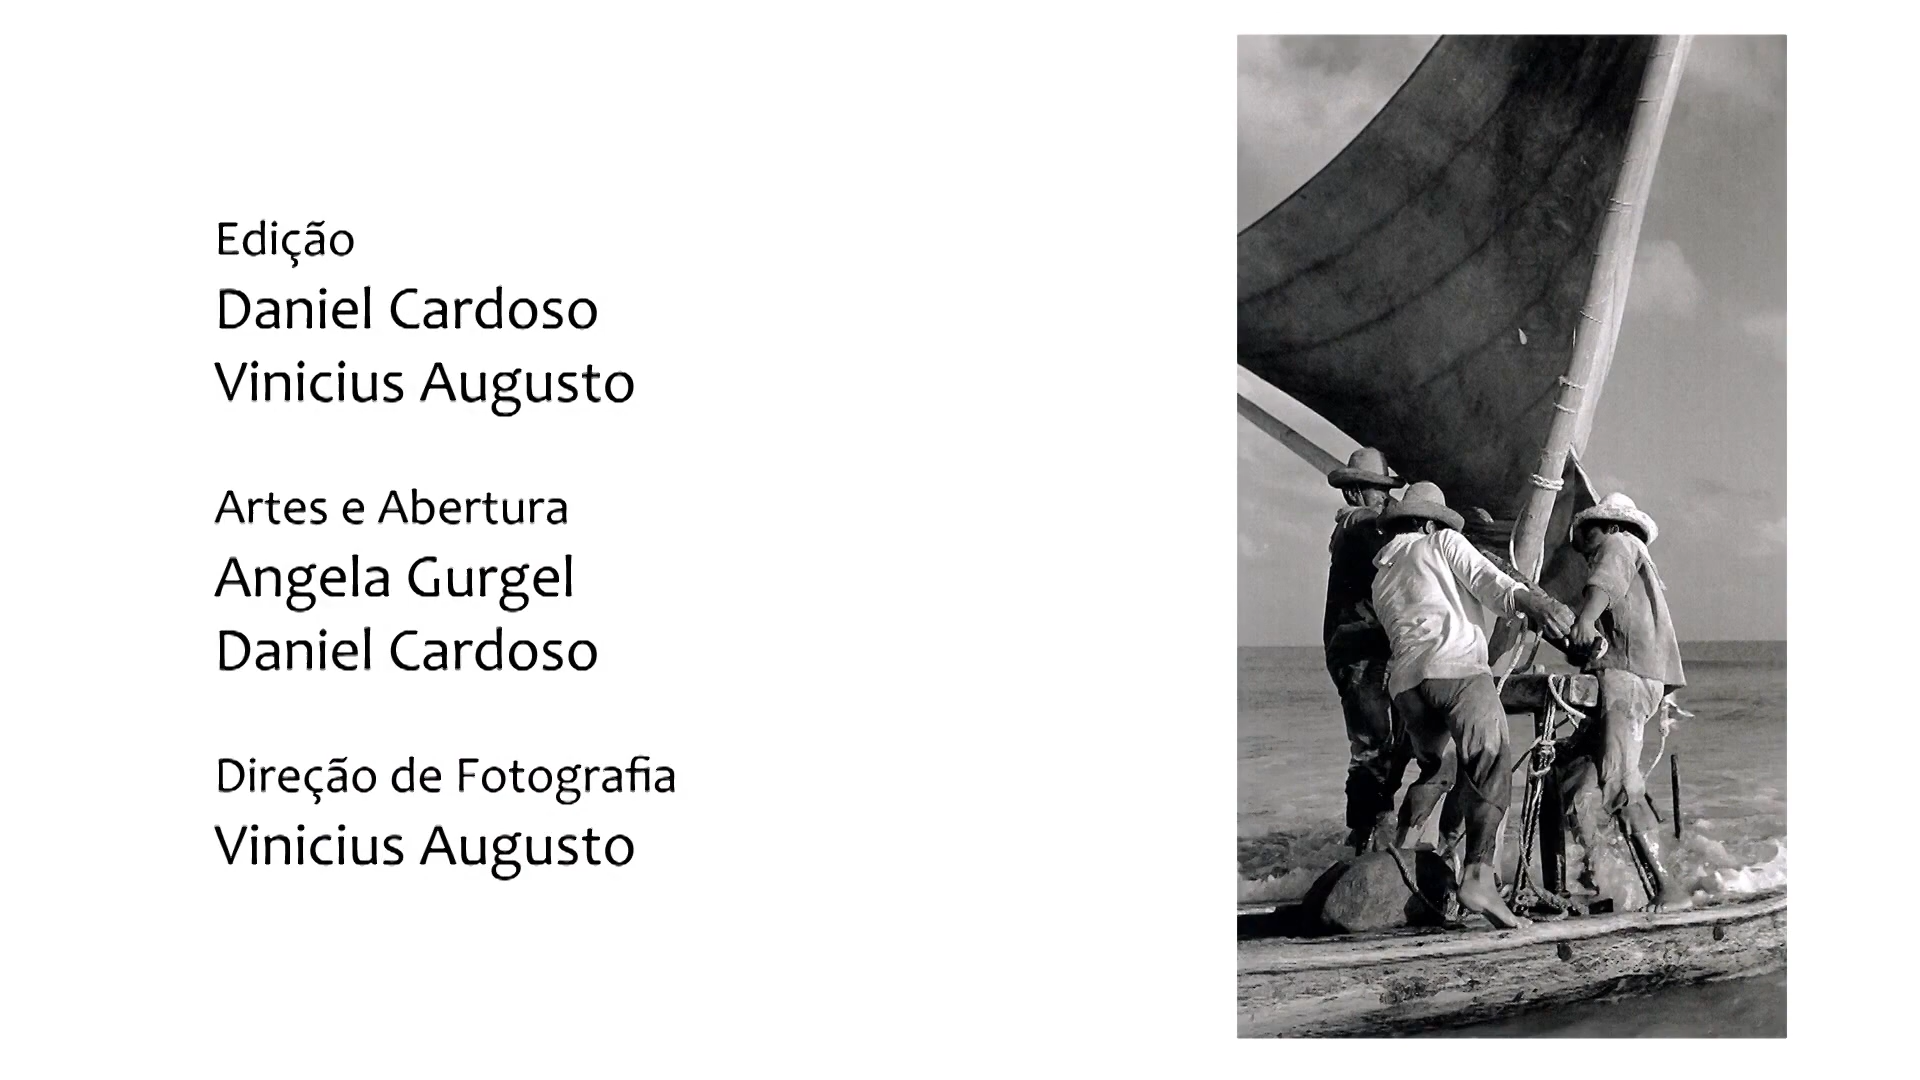 Edição
Daniel Cardoso
Vinicius Augusto
Artes e Abertura
Angela Gurgel
Daniel Cardoso
Direção de Fotografia
Vinicius Augusto